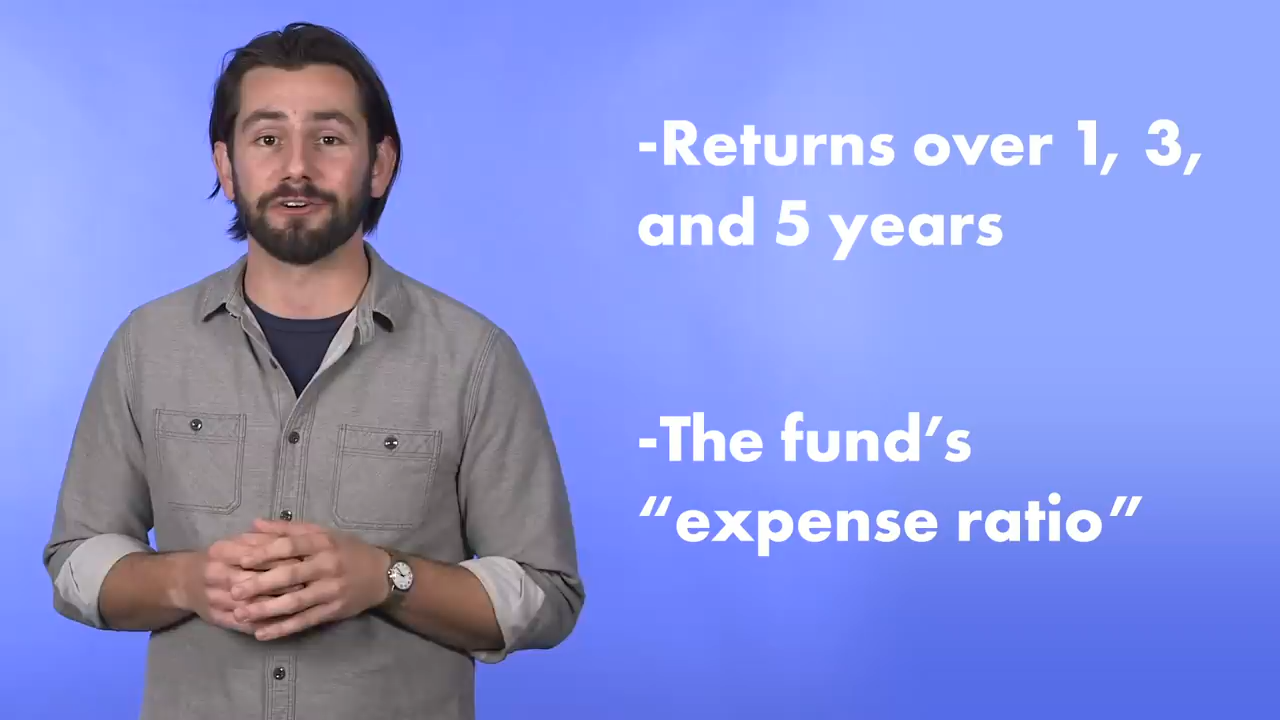 -Returns over 1, 3,
and 5 years
-The fund’s
“expense ratio”